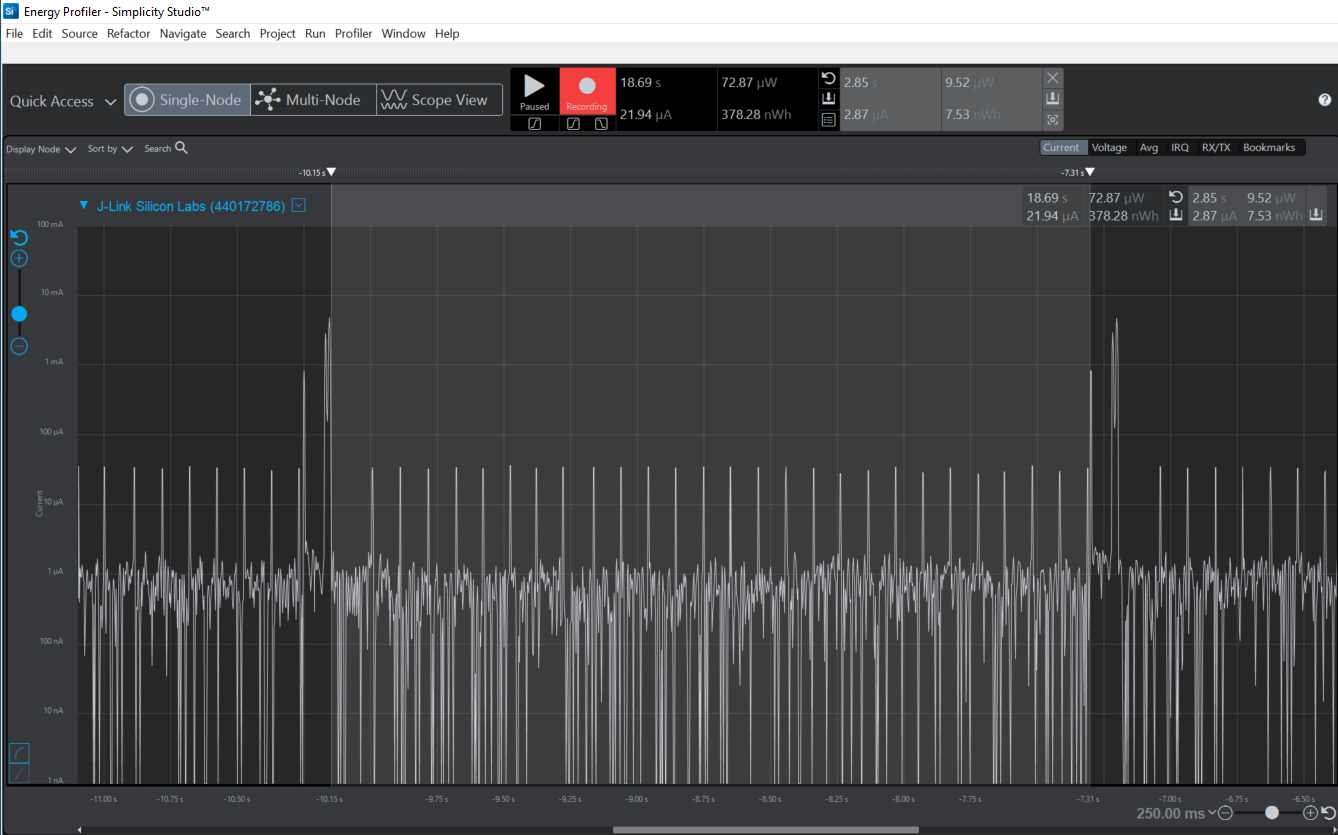 Si Energy Profiler - Simplicity Studio™
File Edit Source Refactor Navigate Search Project Run Profiler Window Help
Quick Access Single-Node Multi-Node Scope View
Paused Recording
18.69 s 72.87 µW 2.85 s 9.52 µW
21.94 µA 378.28 nWh 2.87 µA 7.53 nWh
?
Display Node Sort by Search Current Voltage Avg IRQ RX/TX Bookmarks
-10.15 s -7.31 s
J-Link Silicon Labs (440172786)
18.69 s 72.87 µW 2.85 s 9.52 µW
21.94 µA 378.28 nWh 2.87 µA 7.53 nWh
100 mA
10 mA
1 mA
100 µA
10 µA
Current
1 µA
100 nA
10 nA
1 nA
-11.00 s -10.75 s -10.50 s -10.15 s -9.75 s -9.50 s -9.25 s -9.00 s -8.75 s -8.50 s -8.25 s -8.00 s -7.75 s -7.31 s -7.00 s -6.75 s -6.50 s
250.00 ms